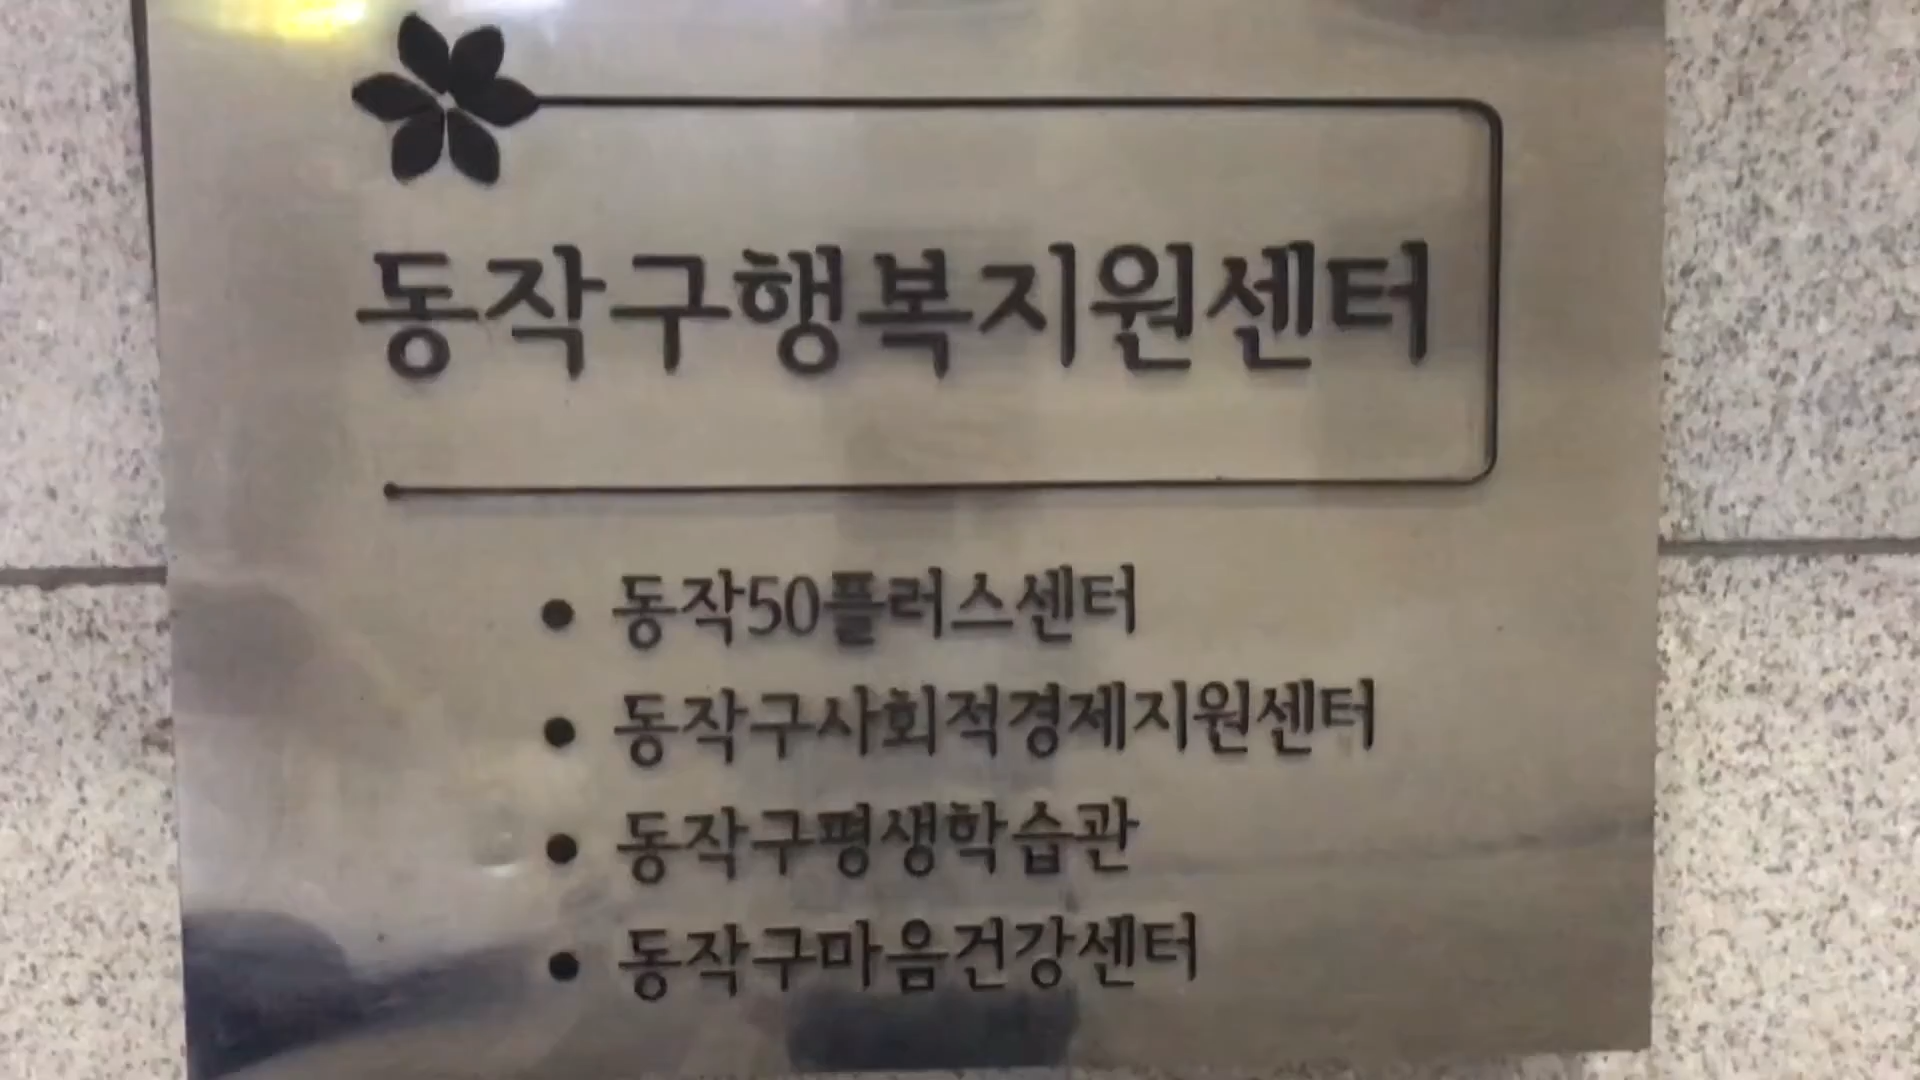 동작구행복지원센터
• 동작50플러스센터
• 동작구사회적경제지원센터
• 동작구평생학습관
• 동작구마음건강센터